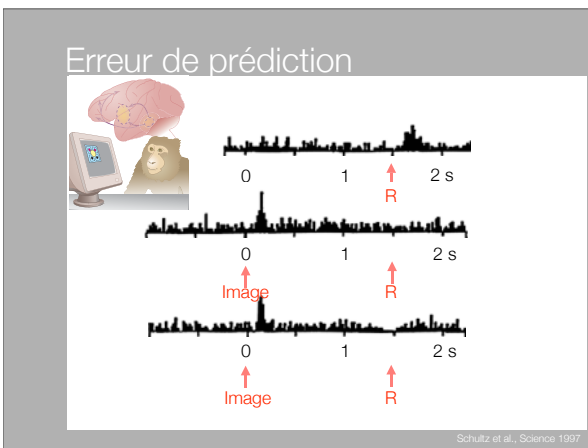 Erreur de prédiction
0 1 2 s
R
0 1 2 s
Image R
0 1 2 s
Image R
Schultz et al., Science 1997